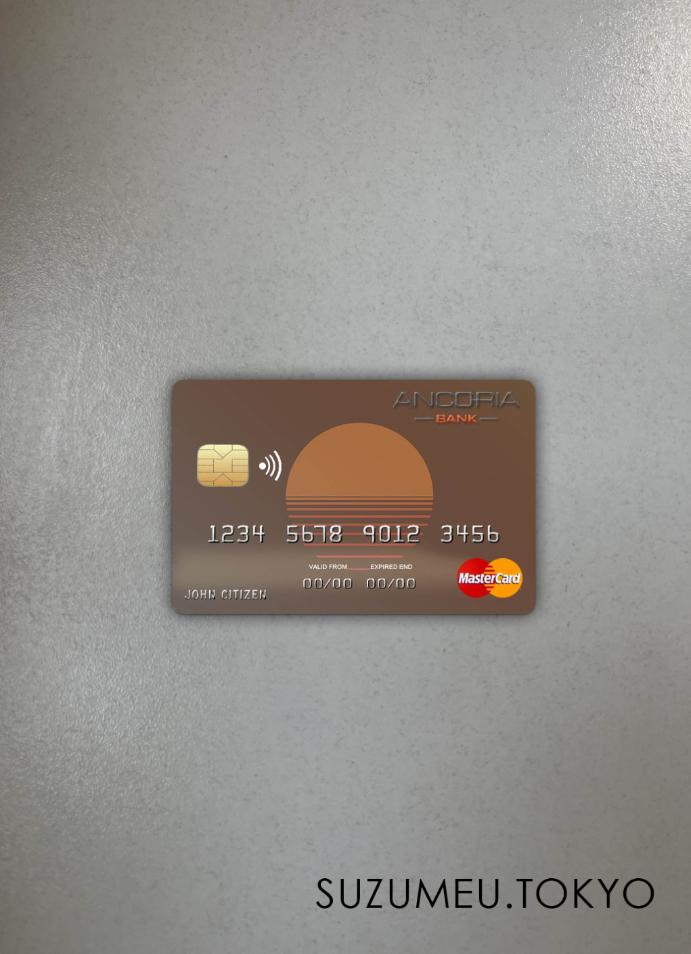 ANCORIA
BANK
1234 5678 9012 3456
VALID FROM EXPIRED END
00/00 00/00
JOHN CITIZEN
MasterCard
SUZUMEU.TOKYO